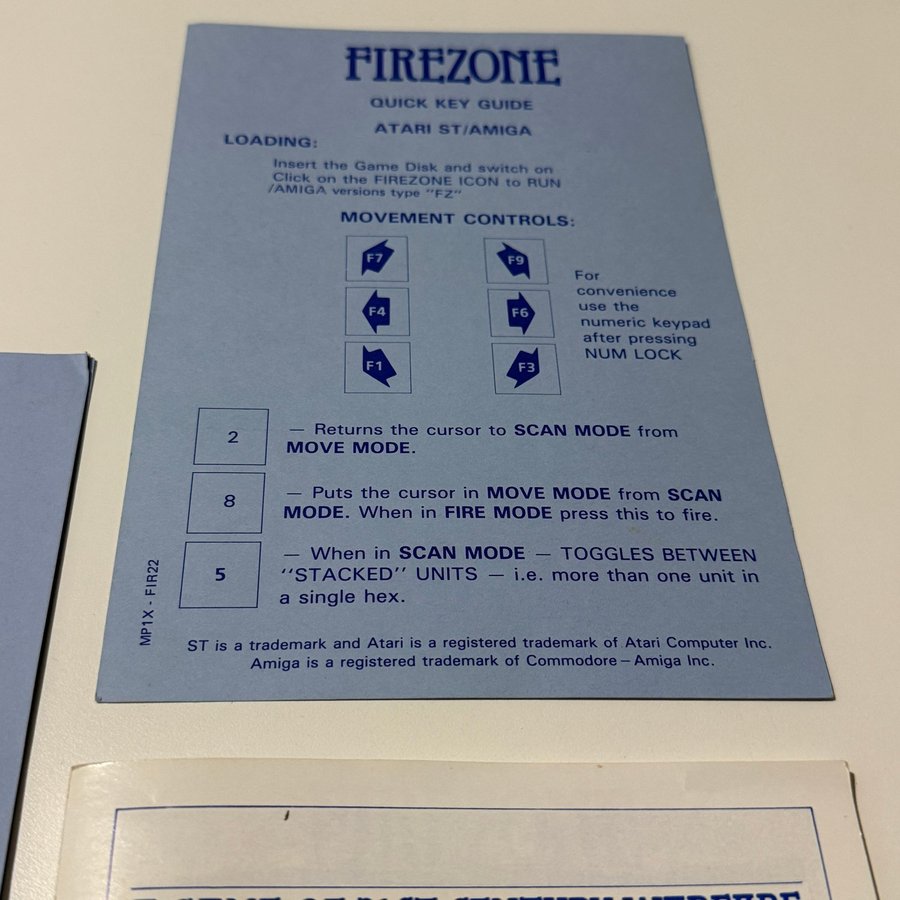 FIREZONE
QUICK KEY GUIDE
ATARI ST/AMIGA
LOADING:
Insert the Game Disk and switch on
Click on the FIREZONE ICON to RUN
/AMIGA versions type "FZ"
MOVEMENT CONTROLS:
F7 F9
F4 F6
F1 F3
For
convenience
use the
numeric keypad
after pressing
NUM LOCK
2 — Returns the cursor to SCAN MODE from
MOVE MODE.
8 — Puts the cursor in MOVE MODE from SCAN
MODE. When in FIRE MODE press this to fire.
5 — When in SCAN MODE — TOGGLES BETWEEN
"STACKED" UNITS — i.e. more than one unit in
a single hex.
MP1X - FIR22
ST is a trademark and Atari is a registered trademark of Atari Computer Inc.
Amiga is a registered trademark of Commodore – Amiga Inc.